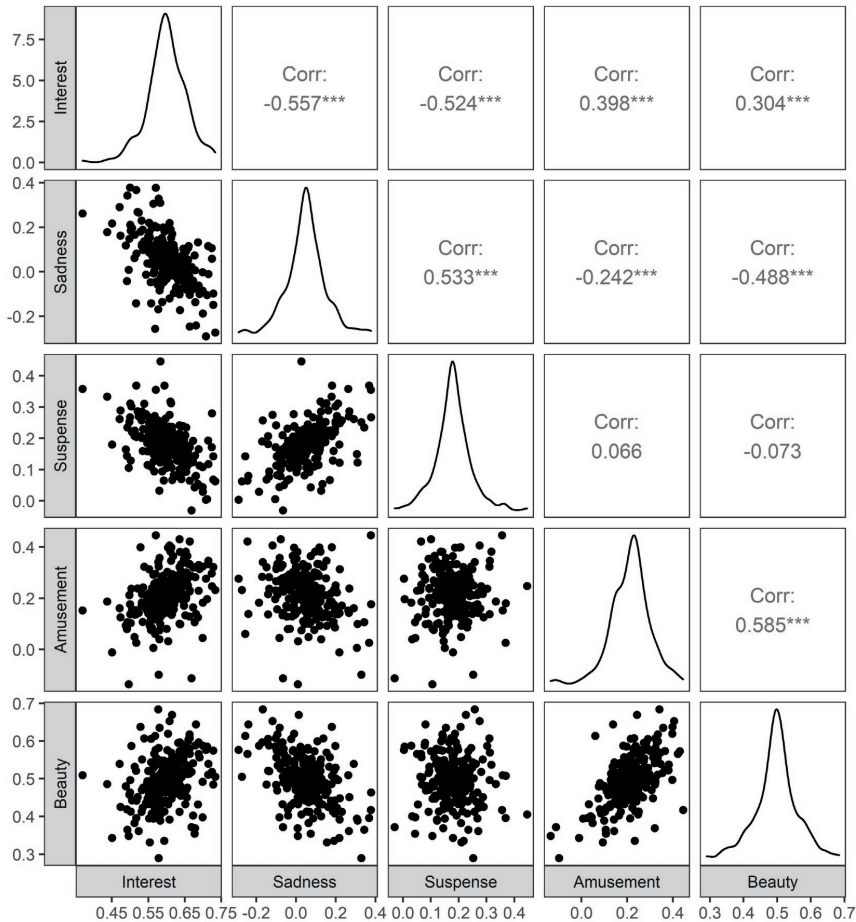 7.5
5.0
2.5
0.0
Interest
Corr:
-0.557***
Corr:
-0.524***
Corr:
0.398***
Corr:
0.304***
0.4
0.2
0.0
-0.2
Sadness
Corr:
0.533***
Corr:
-0.242***
Corr:
-0.488***
0.4
0.3
0.2
0.1
0.0
Suspense
Corr:
0.066
Corr:
-0.073
0.4
0.2
0.0
Amusement
Corr:
0.585***
0.7
0.6
0.5
0.4
0.3
Beauty
Interest Sadness Suspense Amusement Beauty
0.45 0.55 0.65 0.75 -0.2 0.0 0.2 0.4 0.0 0.1 0.2 0.3 0.4 0.0 0.2 0.4 0.3 0.4 0.5 0.6 0.7